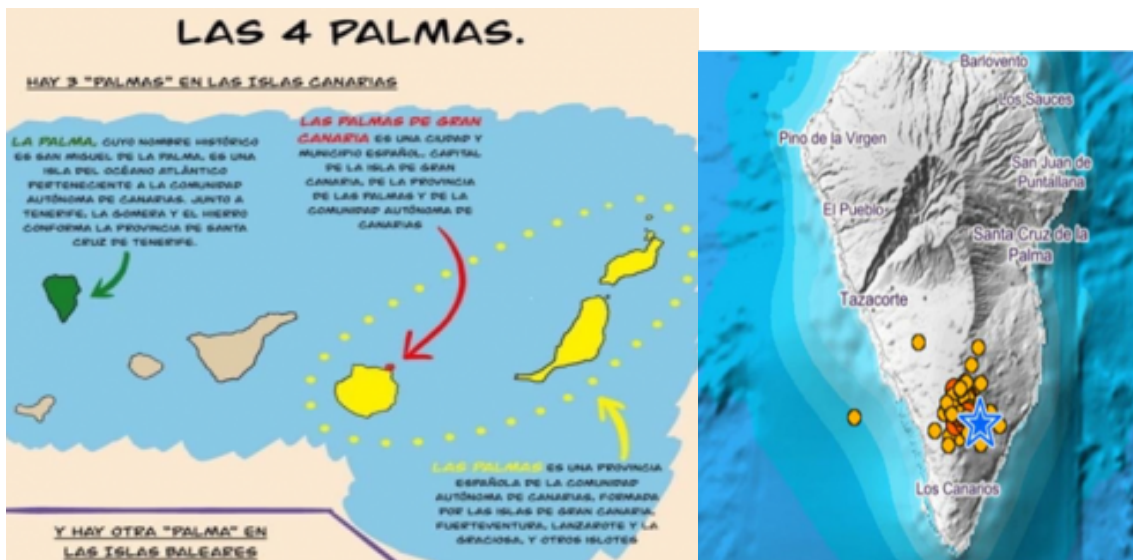 LAS 4 PALMAS.
HAY 3 "PALMAS" EN LAS ISLAS CANARIAS
LA PALMA, CUYO NOMBRE HISTÓRICO
ES SAN MIGUEL DE LA PALMA, ES UNA
ISLA DEL OCÉANO ATLÁNTICO
PERTENECIENTE A LA COMUNIDAD
AUTÓNOMA DE CANARIAS. JUNTO A
TENERIFE, LA GOMERA Y EL HIERRO
CONFORMA LA PROVINCIA DE SANTA
CRUZ DE TENERIFE.
LAS PALMAS DE GRAN
CANARIA ES UNA CIUDAD Y
MUNICIPIO ESPAÑOL, CAPITAL
DE LA ISLA DE GRAN
CANARIA, DE LA PROVINCIA
DE LAS PALMAS Y DE LA
COMUNIDAD AUTÓNOMA DE
CANARIAS
LAS PALMAS ES UNA PROVINCIA
ESPAÑOLA DE LA COMUNIDAD
AUTÓNOMA DE CANARIAS, FORMADA
POR LAS ISLAS DE GRAN CANARIA,
FUERTEVENTURA, LANZAROTE Y LA
GRACIOSA, Y OTROS ISLOTES
Y HAY OTRA "PALMA" EN
LAS ISLAS BALEARES
Barlovento
Los Sauces
Pino de la Virgen
San Juan de
Puntallana
El Pueblo
Santa Cruz de la
Palma
Tazacorte
Los Canarios